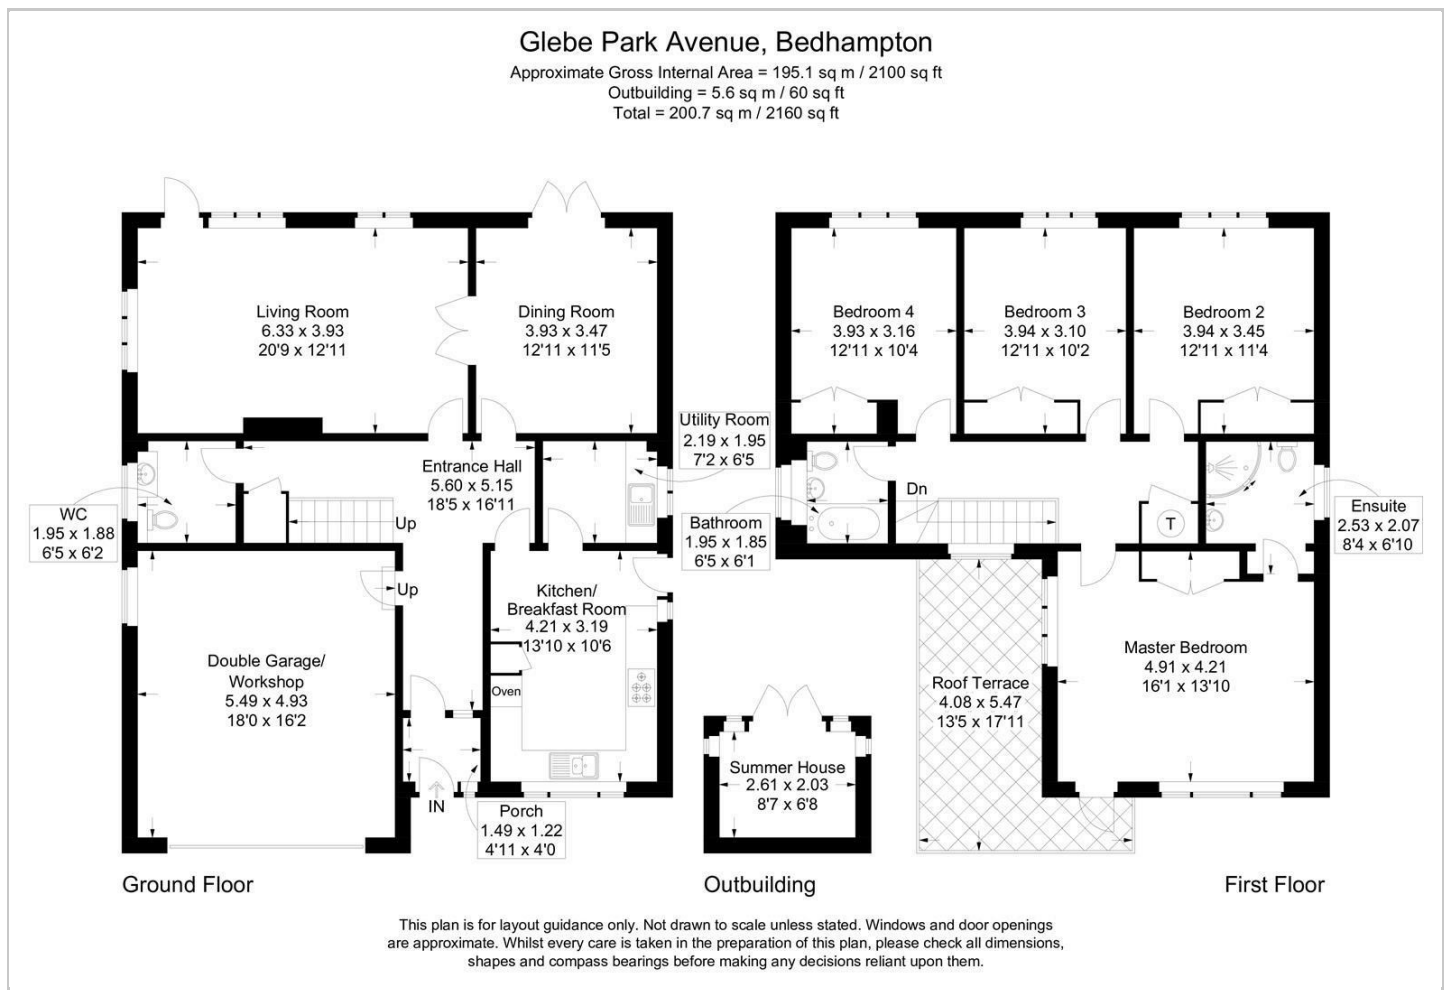 Glebe Park Avenue, Bedhampton
Approximate Gross Internal Area = 195.1 sq m / 2100 sq ft
Outbuilding = 5.6 sq m / 60 sq ft
Total = 200.7 sq m / 2160 sq ft
Living Room
6.33 x 3.93
20'9 x 12'11
Dining Room
3.93 x 3.47
12'11 x 11'5
Utility Room
2.19 x 1.95
7'2 x 6'5
Entrance Hall
5.60 x 5.15
18'5 x 16'11
WC
1.95 x 1.88
6'5 x 6'2
Up
Up
Kitchen/
Breakfast Room
4.21 x 3.19
13'10 x 10'6
Oven
Double Garage/
Workshop
5.49 x 4.93
18'0 x 16'2
IN
Porch
1.49 x 1.22
4'11 x 4'0
Ground Floor
Summer House
2.61 x 2.03
8'7 x 6'8
Outbuilding
Bedroom 4
3.93 x 3.16
12'11 x 10'4
Bedroom 3
3.94 x 3.10
12'11 x 10'2
Bedroom 2
3.94 x 3.45
12'11 x 11'4
Bathroom
1.95 x 1.85
6'5 x 6'1
Dn
T
Ensuite
2.53 x 2.07
8'4 x 6'10
Master Bedroom
4.91 x 4.21
16'1 x 13'10
Roof Terrace
4.08 x 5.47
13'5 x 17'11
First Floor
This plan is for layout guidance only. Not drawn to scale unless stated. Windows and door openings
are approximate. Whilst every care is taken in the preparation of this plan, please check all dimensions,
shapes and compass bearings before making any decisions reliant upon them.